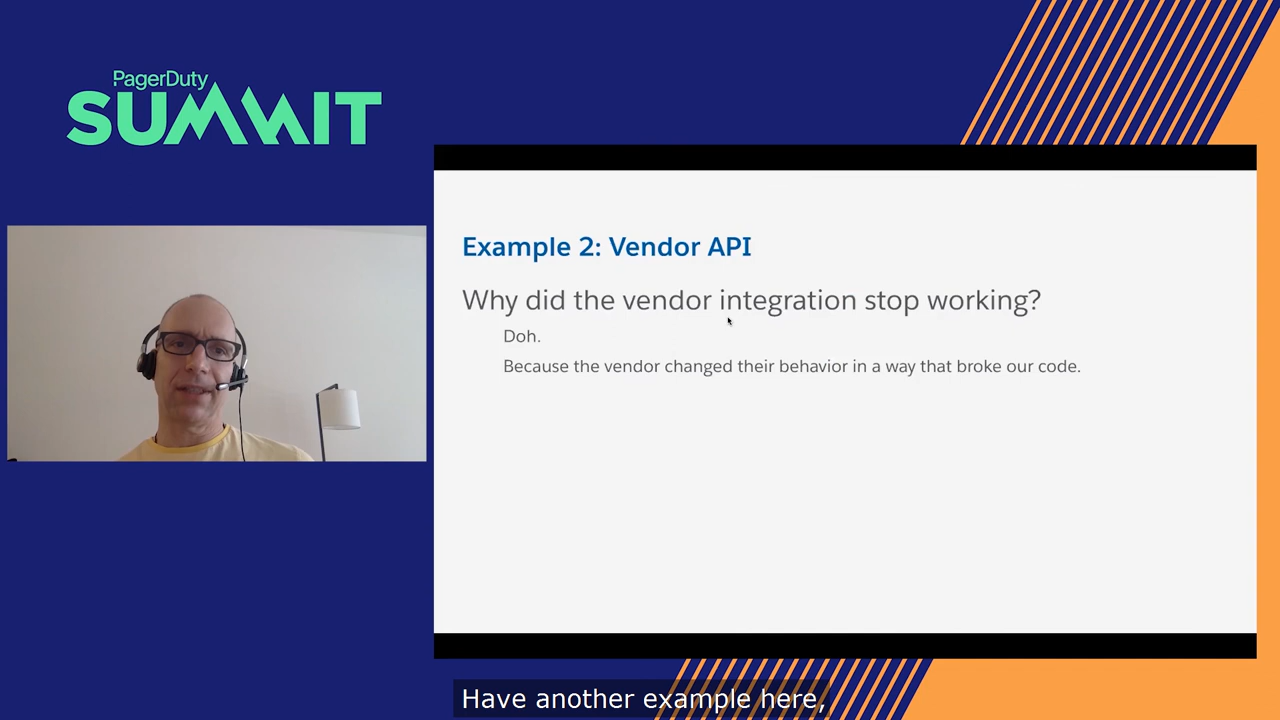 PagerDuty
SUMMIT
Example 2: Vendor API
Why did the vendor integration stop working?
Doh.
Because the vendor changed their behavior in a way that broke our code.
Have another example here,